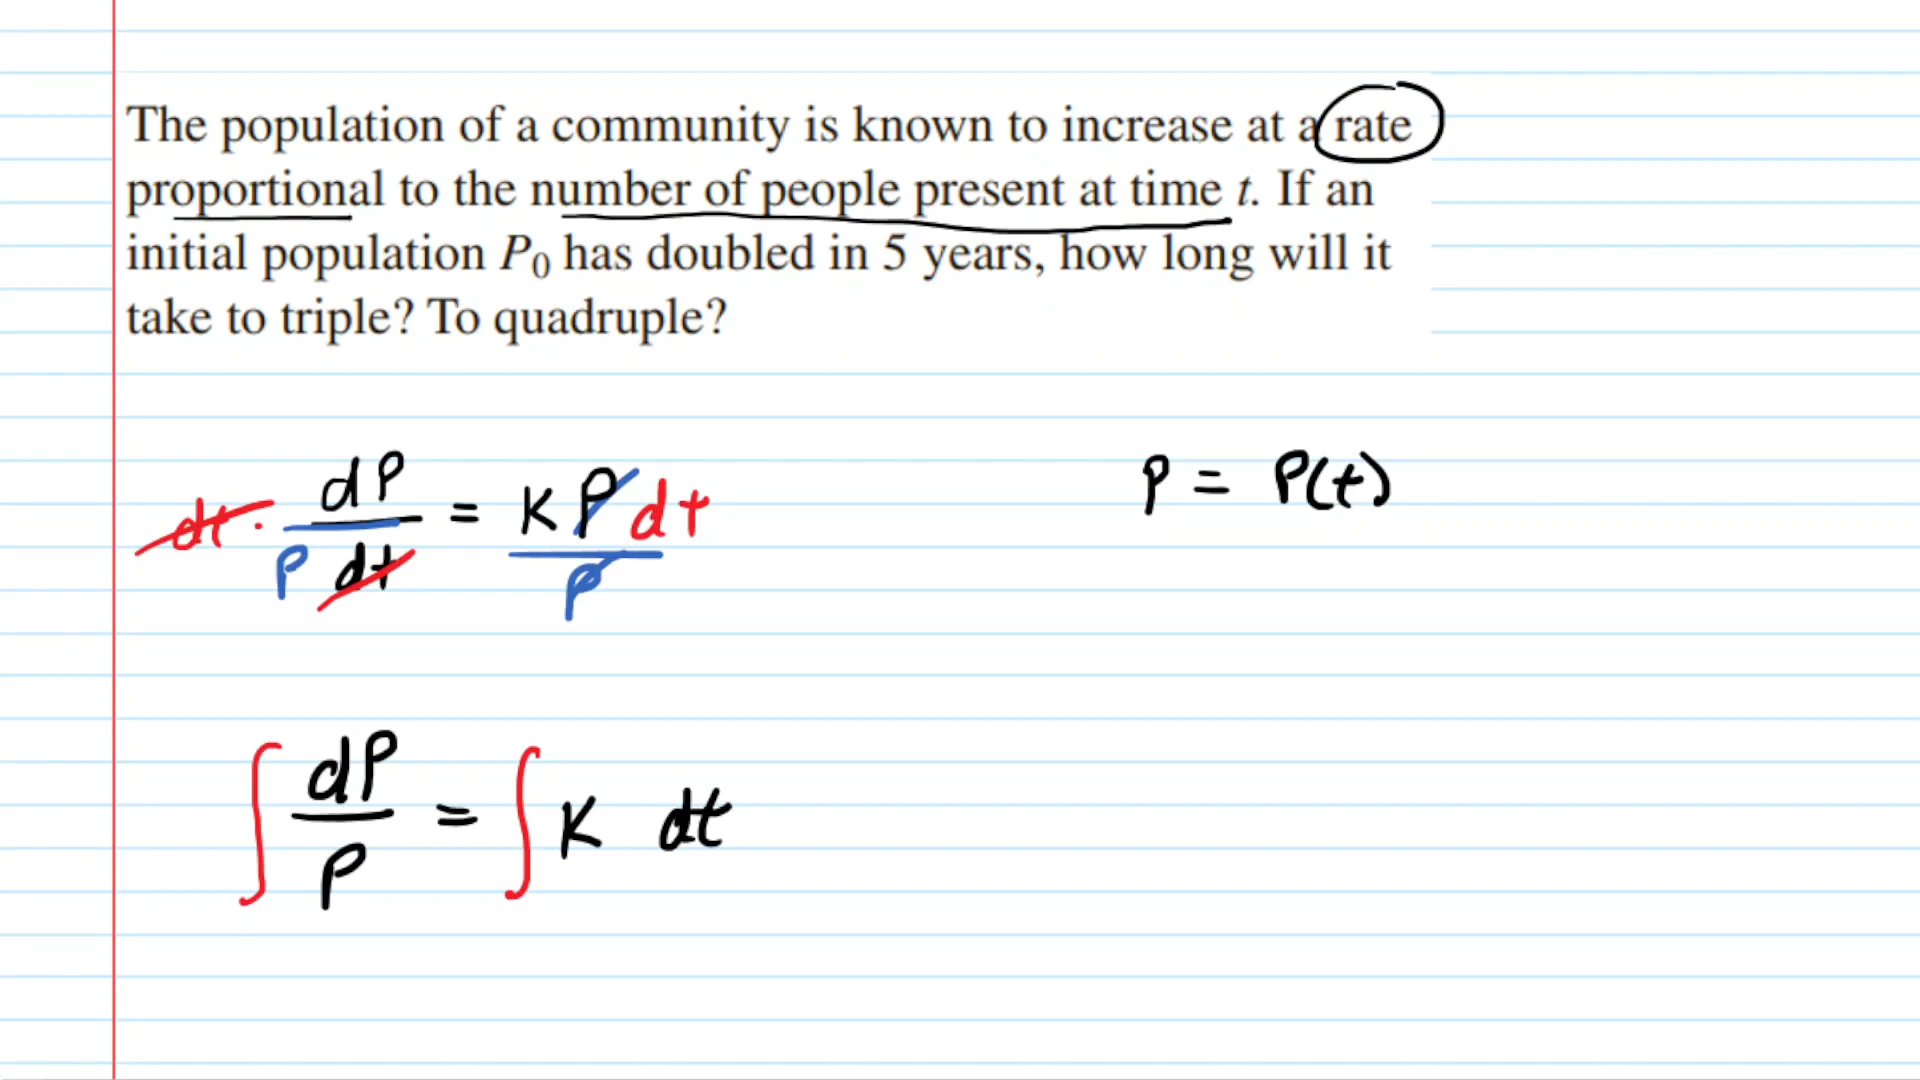 The population of a community is known to increase at a rate
proportional to the number of people present at time t. If an
initial population P₀ has doubled in 5 years, how long will it
take to triple? To quadruple?
dt · dP / P dt = K P dt / P
P = P(t)
∫ dP / P = ∫ K dt